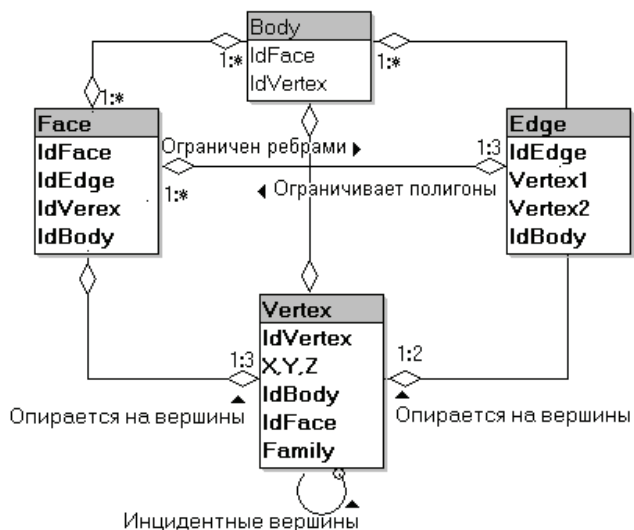 Body
IdFace
IdVertex
1:*
1:*
1:*
Face
IdFace
IdEdge
IdVerex
IdBody
Ограничен ребрами
1:3
1:*
Ограничивает полигоны
Edge
IdEdge
Vertex1
Vertex2
IdBody
Vertex
IdVertex
X,Y,Z
IdBody
IdFace
Family
1:3
1:2
Опирается на вершины
Опирается на вершины
Инцидентные вершины